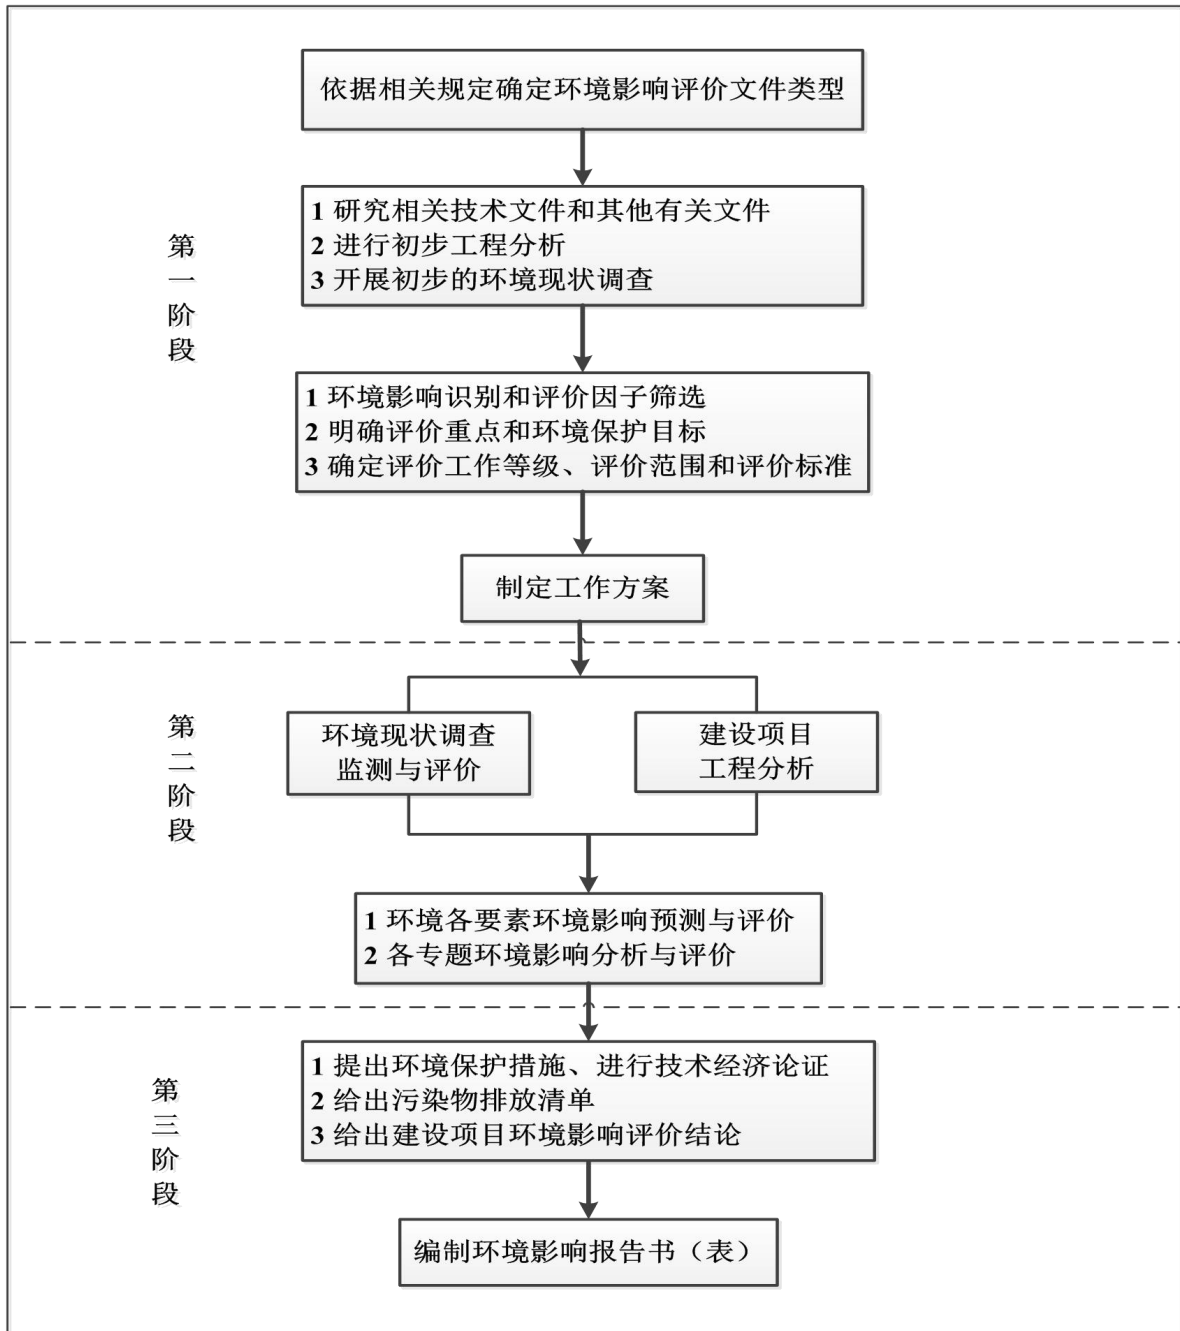 依据相关规定确定环境影响评价文件类型
第一阶段
1 研究相关技术文件和其他有关文件
2 进行初步工程分析
3 开展初步的环境现状调查
1 环境影响识别和评价因子筛选
2 明确评价重点和环境保护目标
3 确定评价工作等级、评价范围和评价标准
制定工作方案
第二阶段
环境现状调查
监测与评价
建设项目
工程分析
1 环境各要素环境影响预测与评价
2 各专题环境影响分析与评价
第三阶段
1 提出环境保护措施、进行技术经济论证
2 给出污染物排放清单
3 给出建设项目环境影响评价结论
编制环境影响报告书（表）